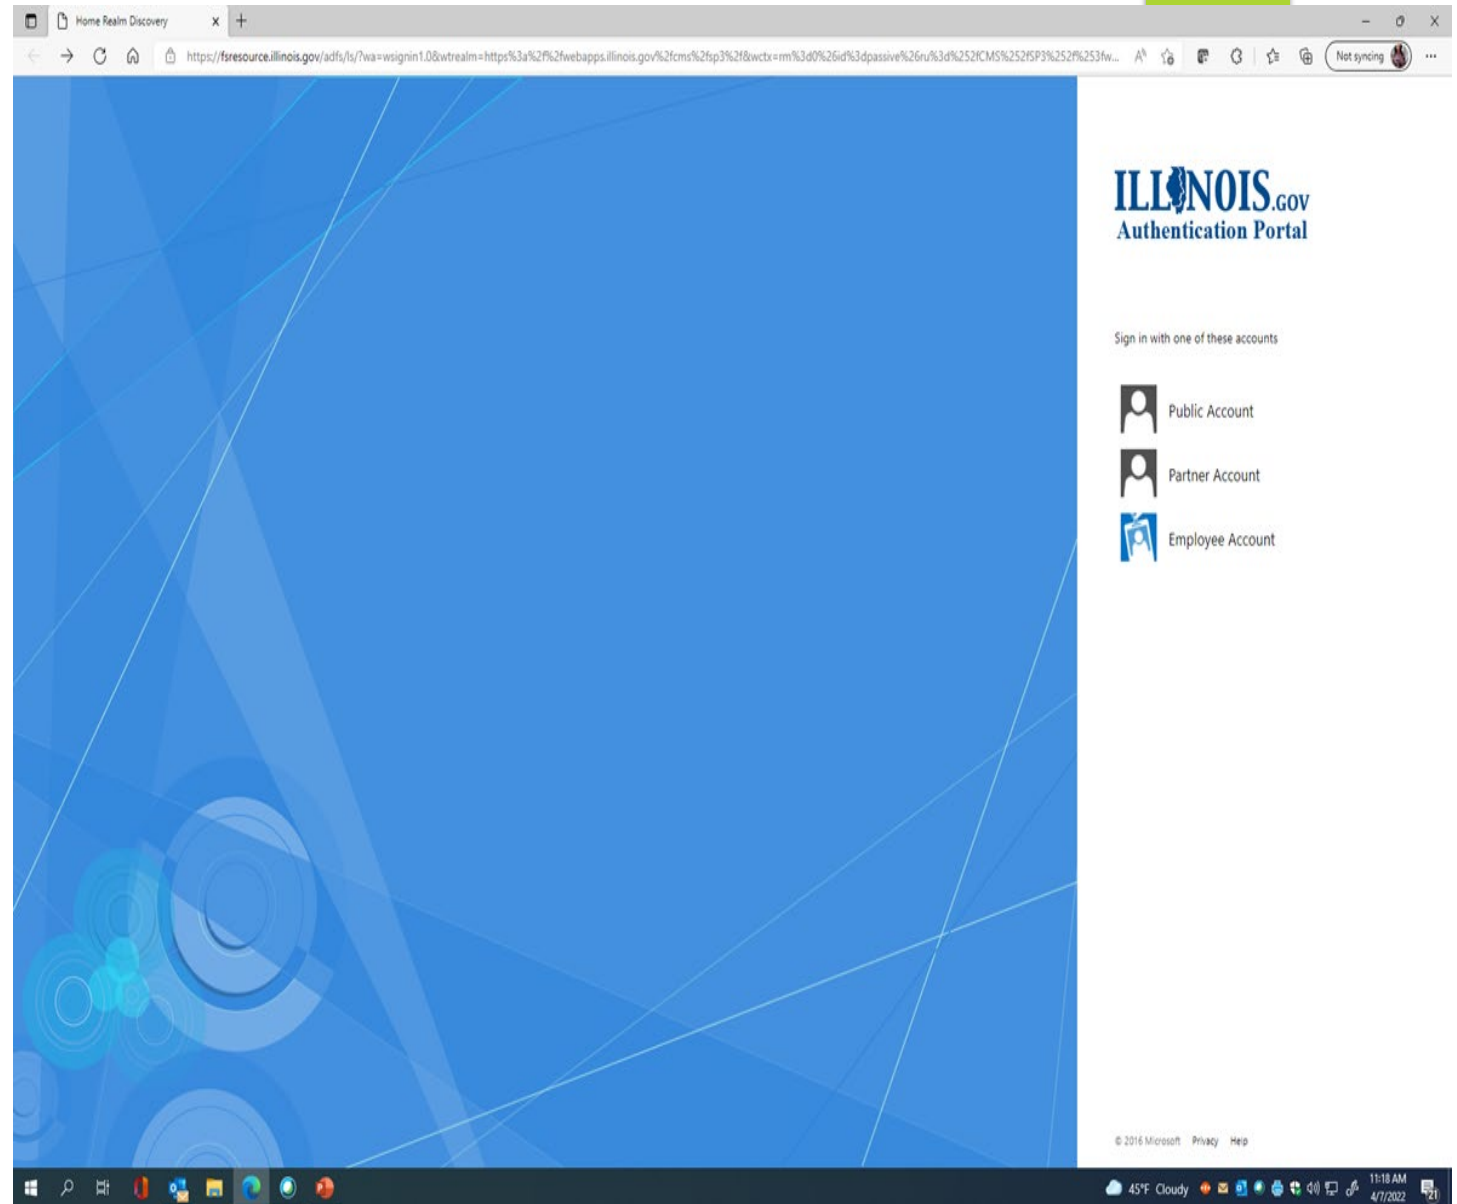 Home Realm Discovery
https://fsresource.illinois.gov/adfs/ls/?wa=wsignin1.0&wtrealm=https%3a%2f%2fwebapps.illinois.gov%2fcms%2fsp3%2f&wctx=rm%3d0%26id%3dpassive%26ru%3d%252fCMS%252fSP3%252f%253fw...
Not syncing
ILLINOIS.GOV
Authentication Portal
Sign in with one of these accounts
Public Account
Partner Account
Employee Account
© 2016 Microsoft Privacy Help
45°F Cloudy
11:18 AM
4/7/2022
21